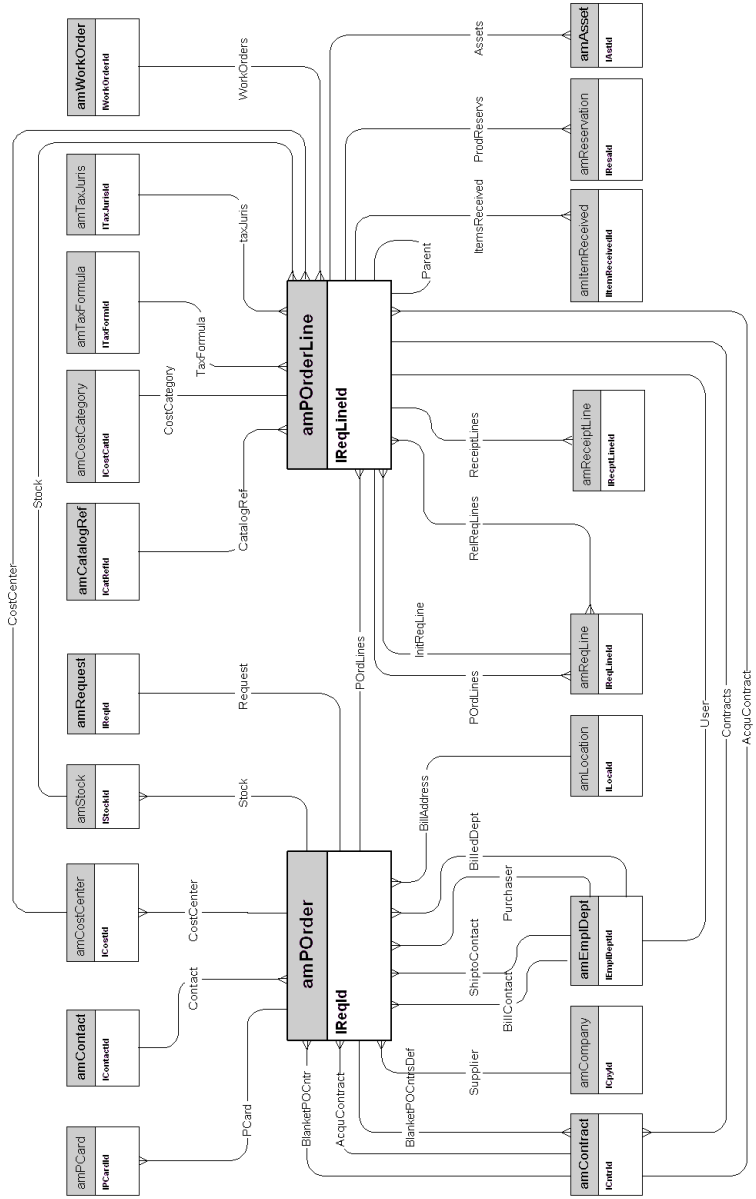 amWorkOrder
lWorkOrderId
WorkOrders
amTaxJuris
lTaxJurisId
taxJuris
amTaxFormula
lTaxFormId
TaxFormula
amCostCategory
lCostCatId
CostCategory
amCatalogRef
lCatRefId
CatalogRef
amRequest
lReqId
Request
amStock
lStockId
Stock
Stock
amCostCenter
lCostId
CostCenter
CostCenter
amContact
lContactId
Contact
amPCard
lPCardId
PCard
amPOrderLine
lReqLineId
amPOrder
lReqId
POrdLines
Assets
amAsset
lAstId
ProdReservs
amReservation
lResaId
ItemsReceived
amItemReceived
lItemReceivedId
Parent
ReceiptLines
amReceiptLine
lRecptLineId
RelReqLines
InitReqLine
POrdLines
amReqLine
lReqLineId
BillAddress
amLocation
lLocaId
BilledDept
Purchaser
ShiptoContact
BillContact
amEmplDept
lEmplDeptId
Supplier
amCompany
lCpyId
BlanketPOCntr
AcquContract
BlanketPOCntrsDef
amContract
lCntrId
User
Contracts
AcquContract